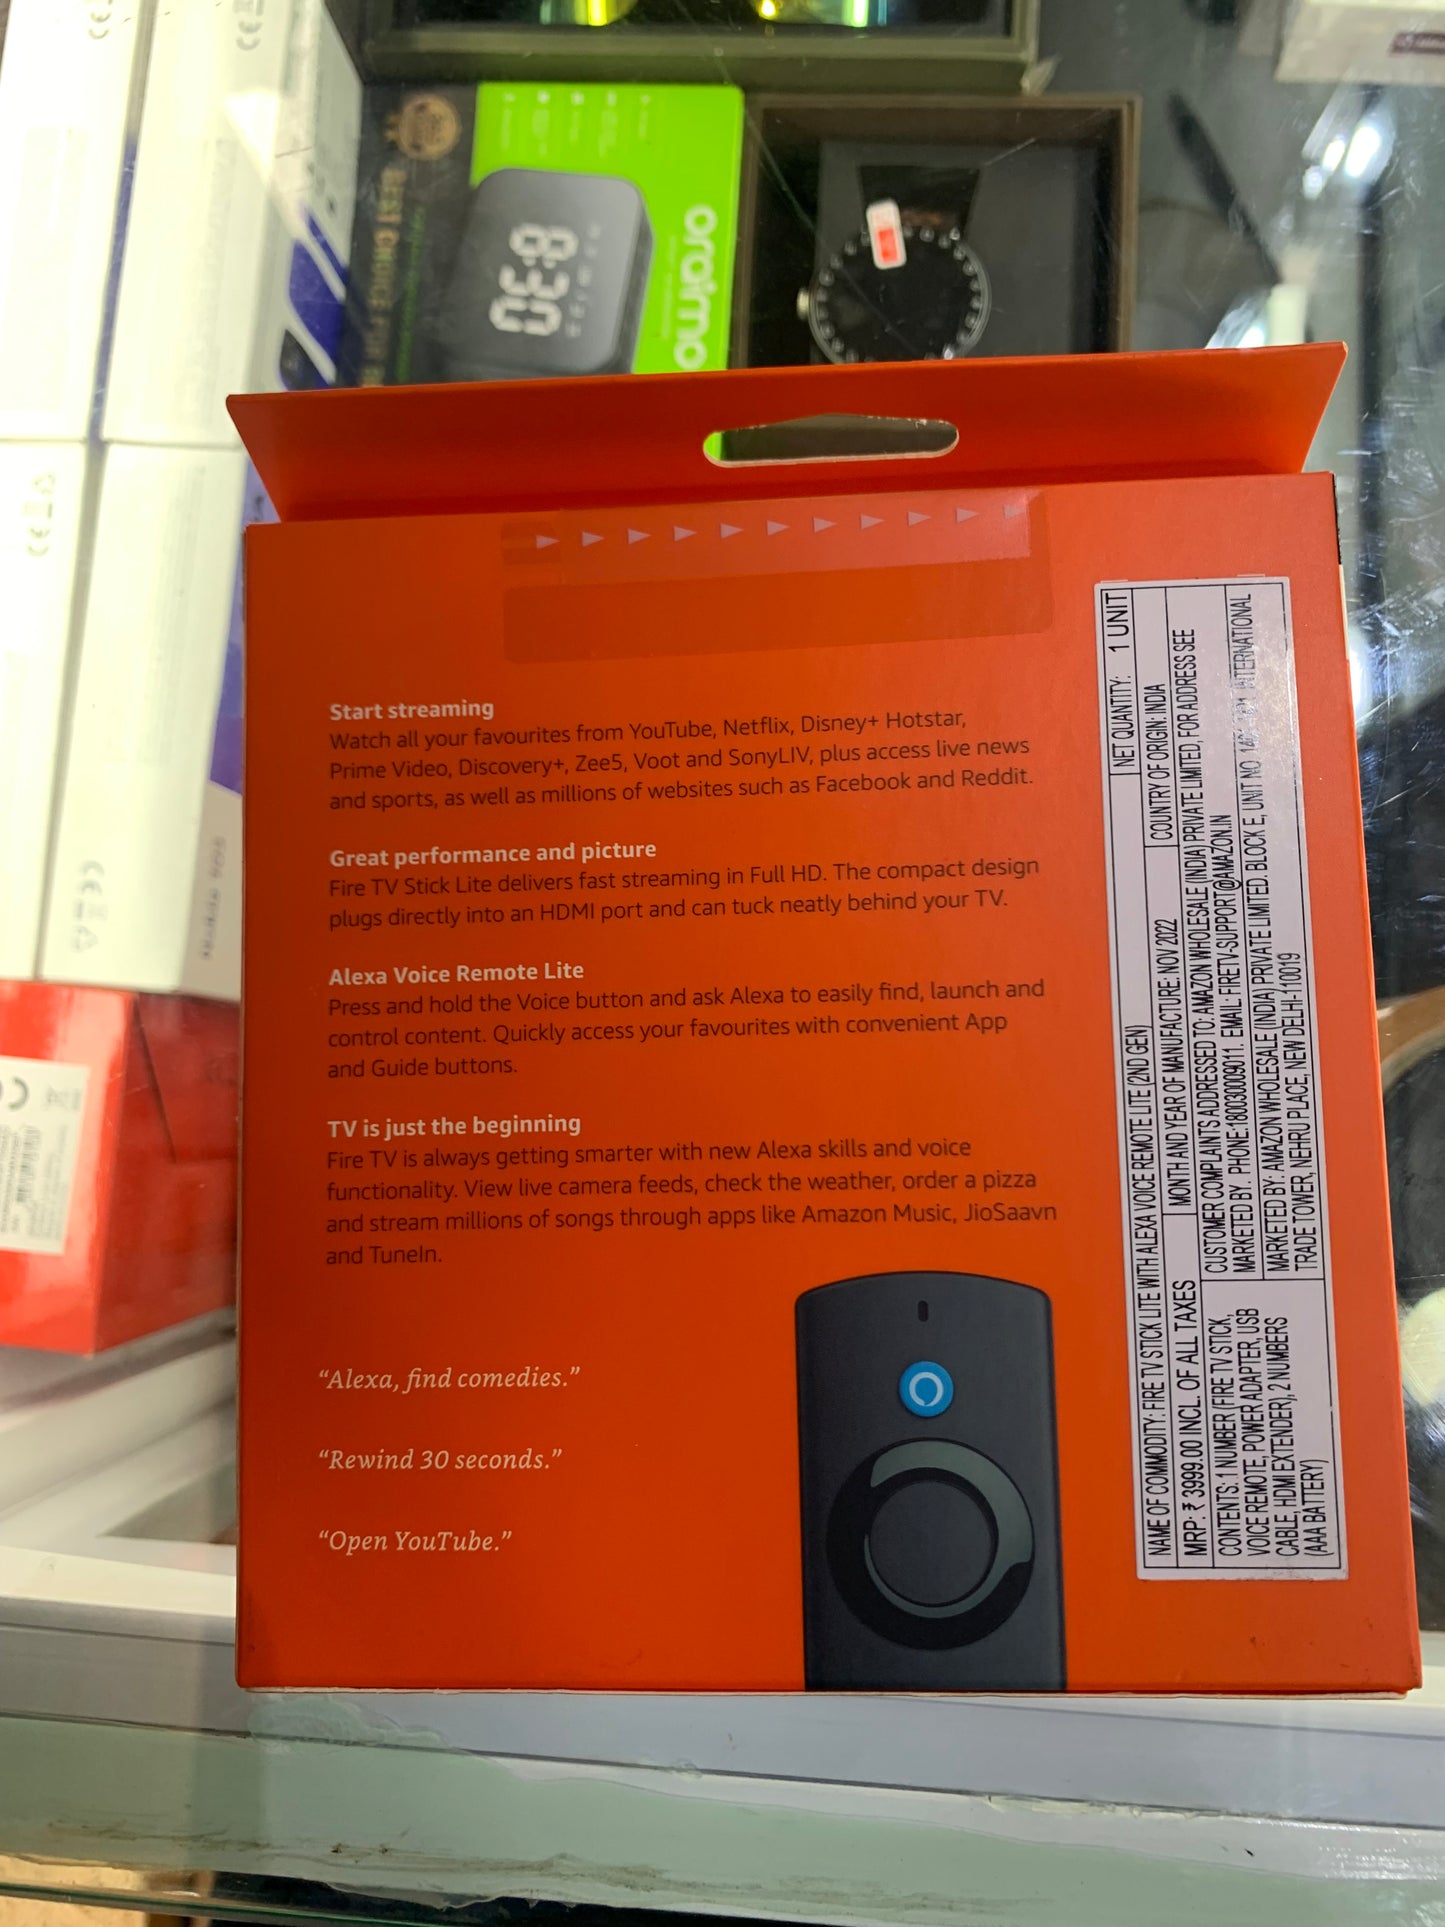 oraimo
08:30
Start streaming
Watch all your favourites from YouTube, Netflix, Disney+ Hotstar,
Prime Video, Discovery+, Zee5, Voot and SonyLIV, plus access live news
and sports, as well as millions of websites such as Facebook and Reddit.
Great performance and picture
Fire TV Stick Lite delivers fast streaming in Full HD. The compact design
plugs directly into an HDMI port and can tuck neatly behind your TV.
Alexa Voice Remote Lite
Press and hold the Voice button and ask Alexa to easily find, launch and
control content. Quickly access your favourites with convenient App
and Guide buttons.
TV is just the beginning
Fire TV is always getting smarter with new Alexa skills and voice
functionality. View live camera feeds, check the weather, order a pizza
and stream millions of songs through apps like Amazon Music, JioSaavn
and TuneIn.
“Alexa, find comedies.”
“Rewind 30 seconds.”
“Open YouTube.”
NAME OF COMMODITY: FIRE TV STICK LITE WITH ALEXA VOICE REMOTE LITE (2ND GEN) NET QUANTITY: 1 UNIT
MRP: ₹ 3999.00 INCL. OF ALL TAXES MONTH AND YEAR OF MANUFACTURE: NOV 2022 COUNTRY OF ORIGIN: INDIA
CONTENTS: 1 NUMBER (FIRE TV STICK,
VOICE REMOTE, POWER ADAPTER, USB
CABLE, HDMI EXTENDER), 2 NUMBERS
(AAA BATTERY)
CUSTOMER COMPLAINTS ADDRESSED TO: AMAZON WHOLESALE (INDIA) PRIVATE LIMITED, FOR ADDRESS SEE
MARKETED BY. PHONE:180030009011. EMAIL: FIRETV-SUPPORT@AMAZON.IN
MARKETED BY: AMAZON WHOLESALE (INDIA) PRIVATE LIMITED. BLOCK E, UNIT NO INTERNATIONAL
TRADE TOWER, NEHRU PLACE, NEW DELHI-110019